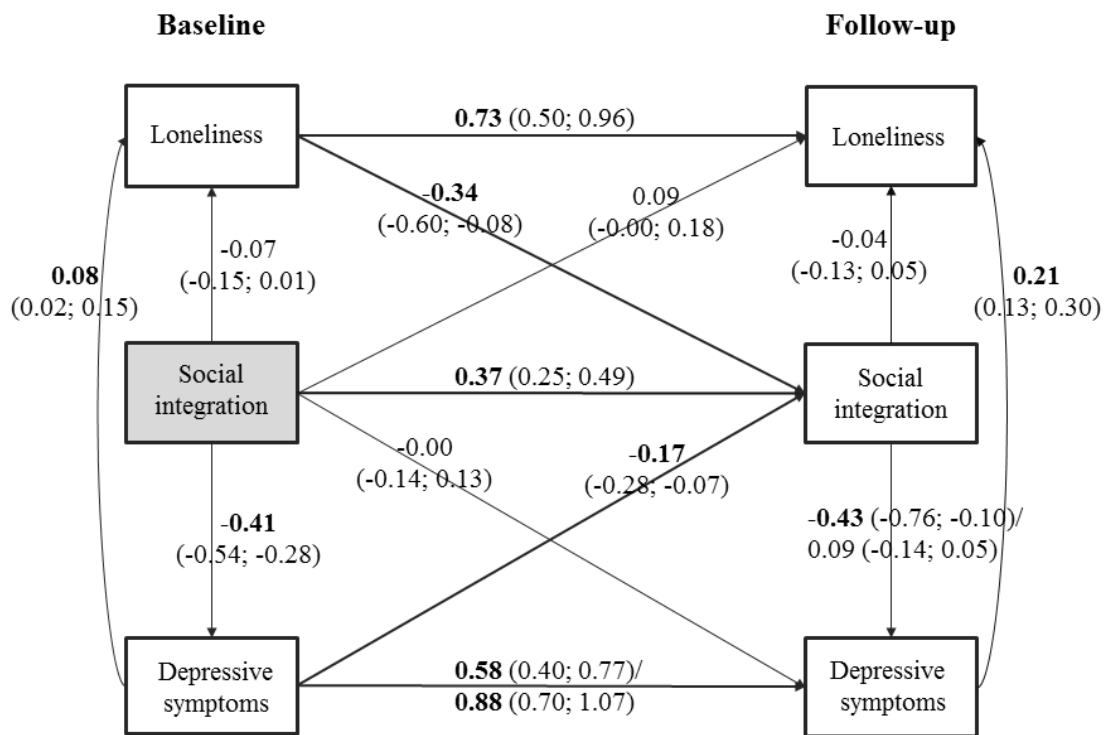 Baseline
Follow-up
Loneliness
0.73 (0.50; 0.96)
Loneliness
-0.34
(-0.60; -0.08)
0.09
(-0.00; 0.18)
-0.07
(-0.15; 0.01)
-0.04
(-0.13; 0.05)
0.08
(0.02; 0.15)
0.21
(0.13; 0.30)
Social
integration
0.37 (0.25; 0.49)
Social
integration
-0.00
(-0.14; 0.13)
-0.17
(-0.28; -0.07)
-0.41
(-0.54; -0.28)
-0.43 (-0.76; -0.10)/
0.09 (-0.14; 0.05)
Depressive
symptoms
0.58 (0.40; 0.77)/
0.88 (0.70; 1.07)
Depressive
symptoms